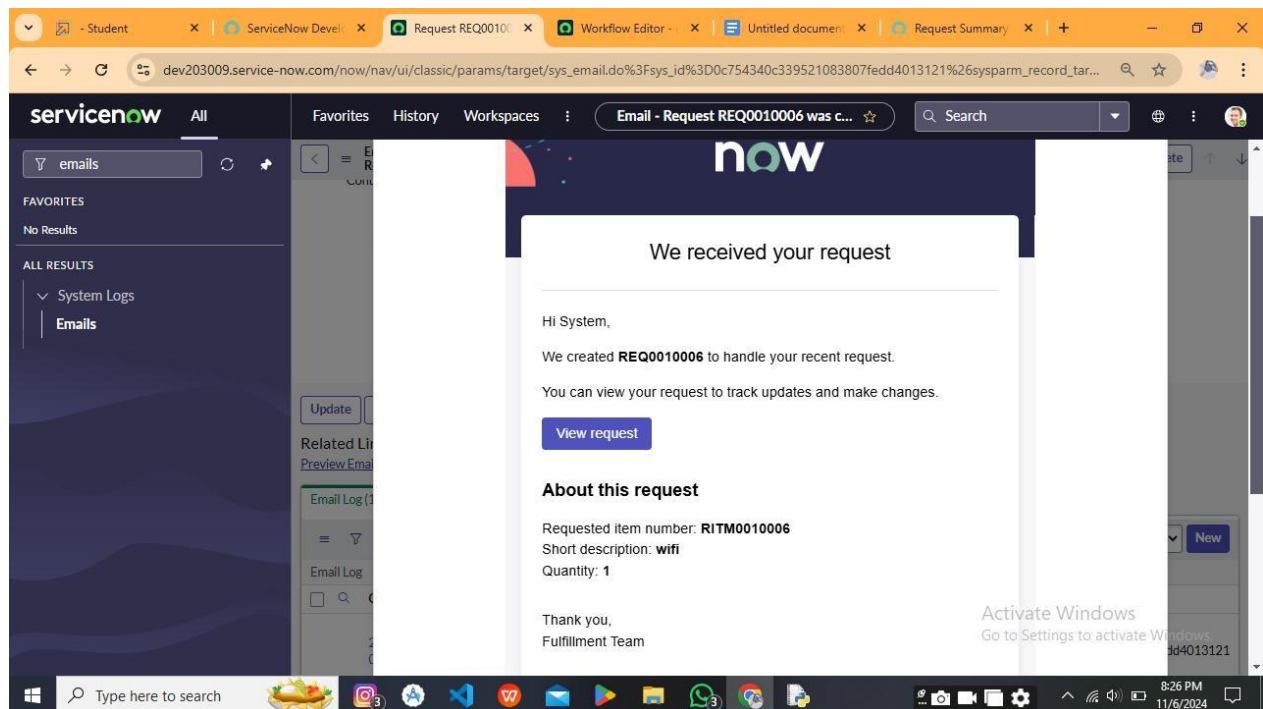 - Student
ServiceNow Devel
Request REQ00100
Workflow Editor -
Untitled document
Request Summary
dev203009.service-now.com/now/nav/ui/classic/params/target/sys_email.do%3Fsys_id%3D0c754340c339521083807fedd4013121%26sysparm_record_tar...
servicenow
All
Favorites
History
Workspaces
Email - Request REQ0010006 was c...
Search
emails
FAVORITES
No Results
ALL RESULTS
System Logs
Emails
now
We received your request
Hi System,
We created REQ0010006 to handle your recent request.
You can view your request to track updates and make changes.
View request
About this request
Requested item number: RITM0010006
Short description: wifi
Quantity: 1
Thank you,
Fulfillment Team
Update
Related Lin
Preview Emai
Email Log (1
Email Log
ete
New
dd4013121
Activate Windows
Go to Settings to activate Windows.
Type here to search
3
3
8:26 PM
11/6/2024